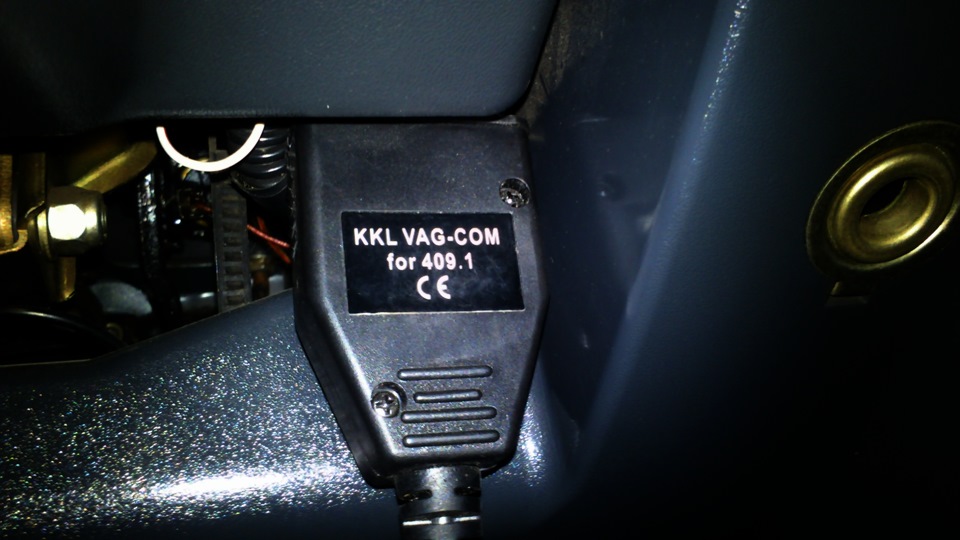 KKL VAG-COM
for 409.1
CE